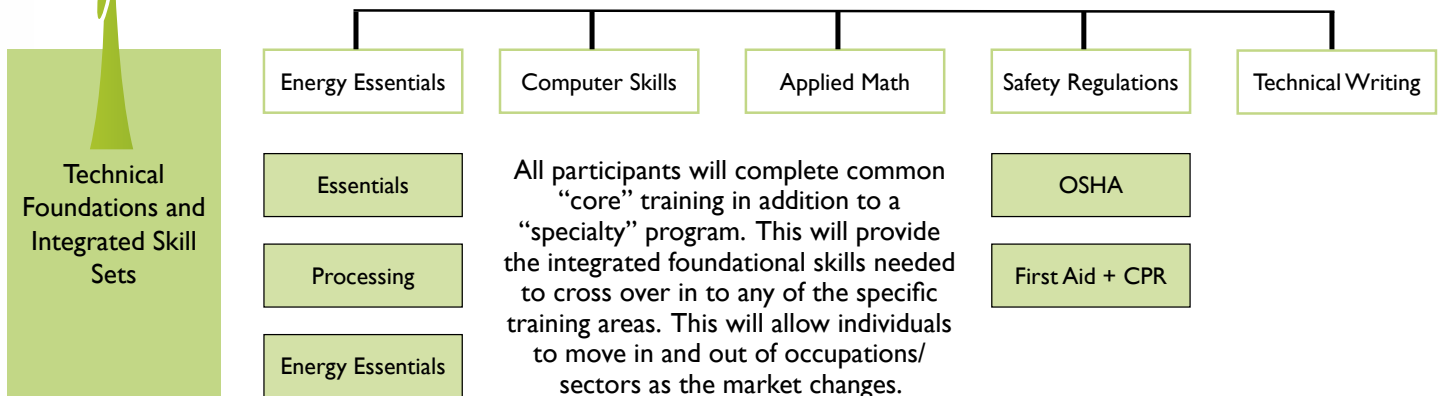 Technical
Foundations and
Integrated Skill
Sets
Energy Essentials
Computer Skills
Applied Math
Safety Regulations
Technical Writing
Essentials
Processing
Energy Essentials
All participants will complete common
“core” training in addition to a
“specialty” program. This will provide
the integrated foundational skills needed
to cross over in to any of the specific
training areas. This will allow individuals
to move in and out of occupations/
sectors as the market changes.
OSHA
First Aid + CPR